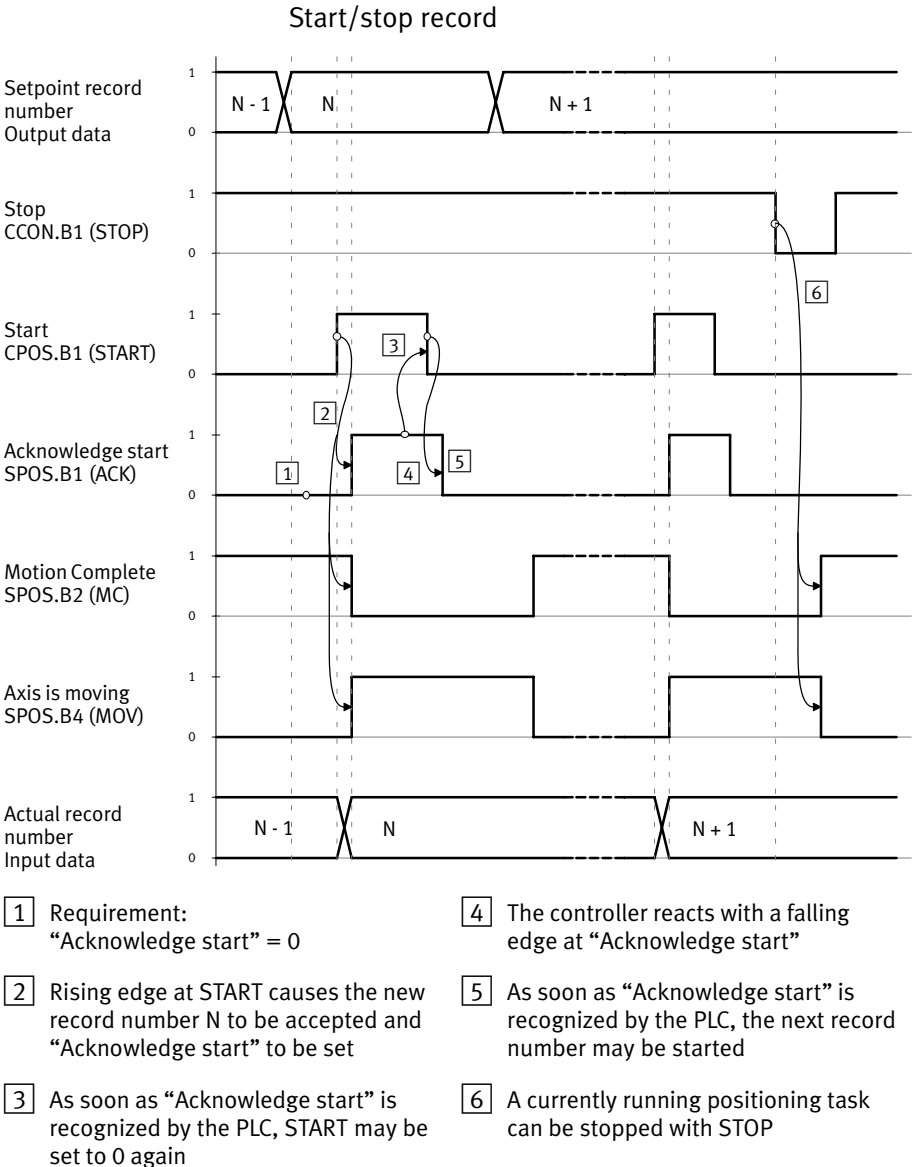 Start/stop record
Setpoint record
number
Output data
1
0
N - 1
N
N + 1
Stop
CCON.B1 (STOP)
1
0
6
Start
CPOS.B1 (START)
1
0
3
2
Acknowledge start
SPOS.B1 (ACK)
1
0
1
4
5
Motion Complete
SPOS.B2 (MC)
1
0
Axis is moving
SPOS.B4 (MOV)
1
0
Actual record
number
Input data
1
0
N - 1
N
N + 1
1 Requirement:
“Acknowledge start” = 0
2 Rising edge at START causes the new
record number N to be accepted and
“Acknowledge start” to be set
3 As soon as “Acknowledge start” is
recognized by the PLC, START may be
set to 0 again
4 The controller reacts with a falling
edge at “Acknowledge start”
5 As soon as “Acknowledge start” is
recognized by the PLC, the next record
number may be started
6 A currently running positioning task
can be stopped with STOP